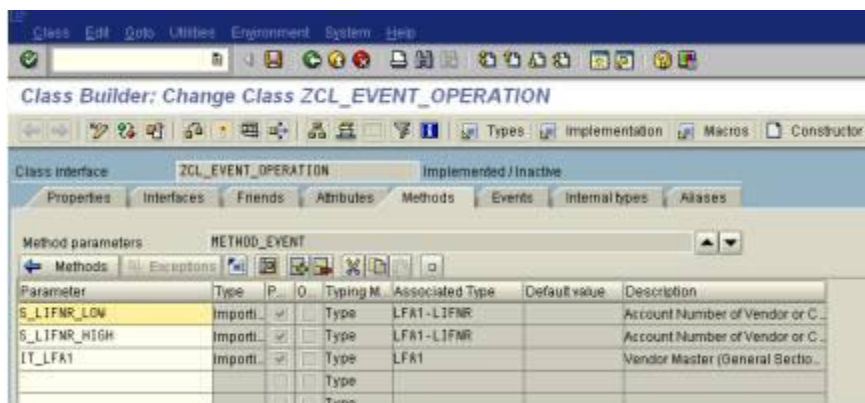 Class Edit Goto Utilities Environment System Help
Class Builder: Change Class ZCL_EVENT_OPERATION
Types Implementation Macros Constructor
Class interface ZCL_EVENT_OPERATION Implemented / Inactive
Properties Interfaces Friends Attributes Methods Events Internal types Aliases
Method parameters METHOD_EVENT
Methods Exceptions
Parameter Type P... O... Typing M... Associated Type Default value Description
S_LIFNR_LOW Importi... Type LFA1-LIFNR Account Number of Vendor or C...
S_LIFNR_HIGH Importi... Type LFA1-LIFNR Account Number of Vendor or C...
IT_LFA1 Importi... Type LFA1 Vendor Master (General Sectio...
Type
Type